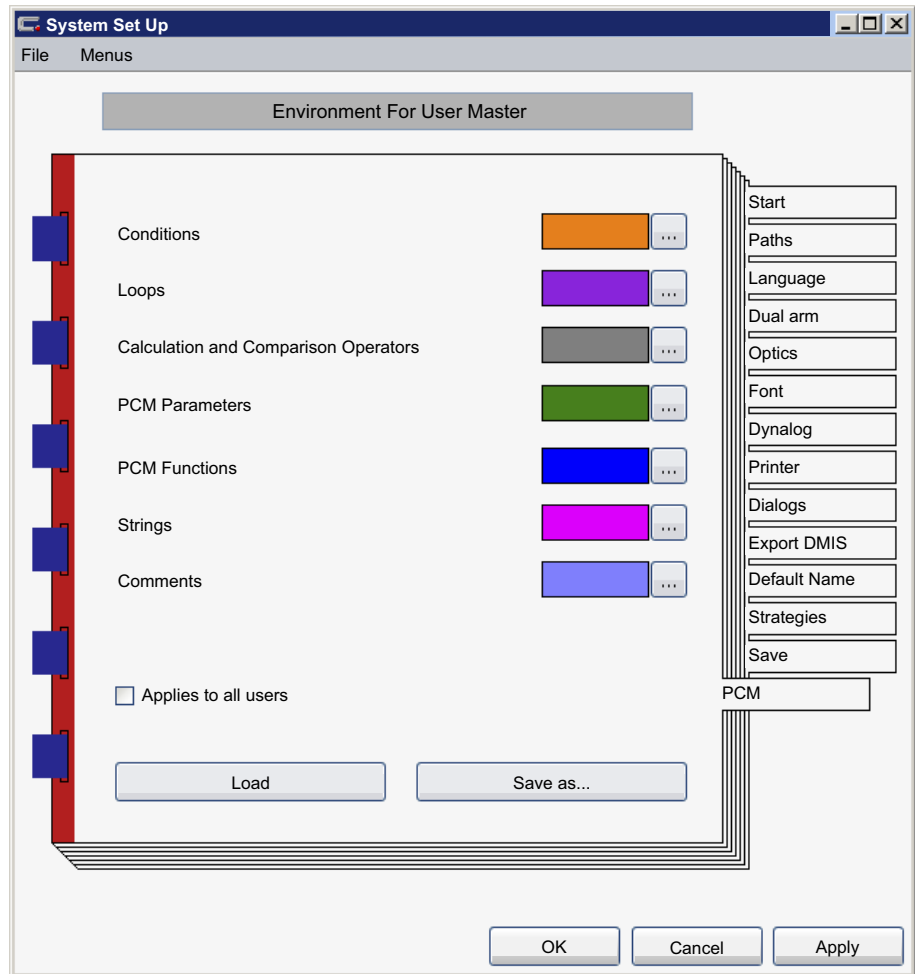 System Set Up
File Menus
Environment For User Master
Conditions ...
Loops ...
Calculation and Comparison Operators ...
PCM Parameters ...
PCM Functions ...
Strings ...
Comments ...
Applies to all users
Load Save as...
Start
Paths
Language
Dual arm
Optics
Font
Dynalog
Printer
Dialogs
Export DMIS
Default Name
Strategies
Save
PCM
OK Cancel Apply